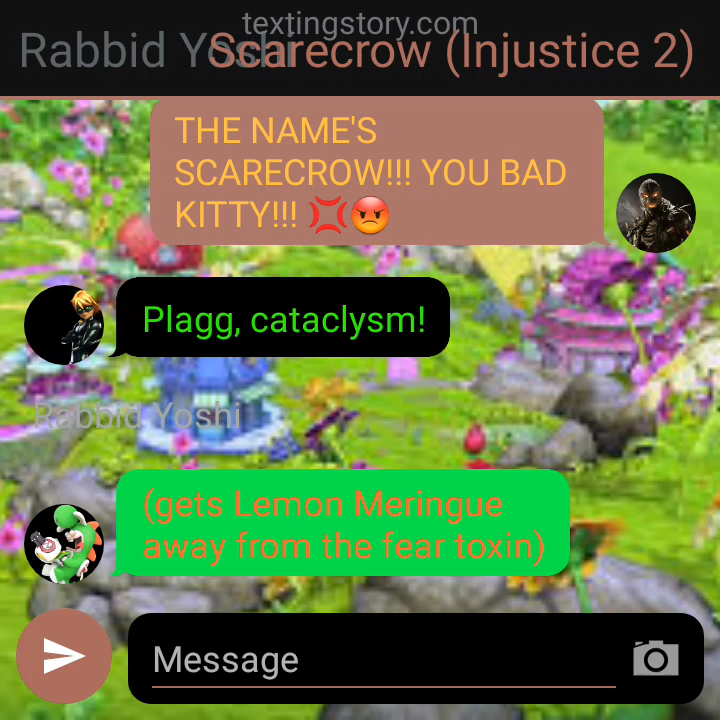 textingstory.com
Rabbid Yoshi
Scarecrow (Injustice 2)
THE NAME'S
SCARECROW!!! YOU BAD
KITTY!!! 💢😡
Plagg, cataclysm!
Rabbid Yoshi
(gets Lemon Meringue
away from the fear toxin)
Message